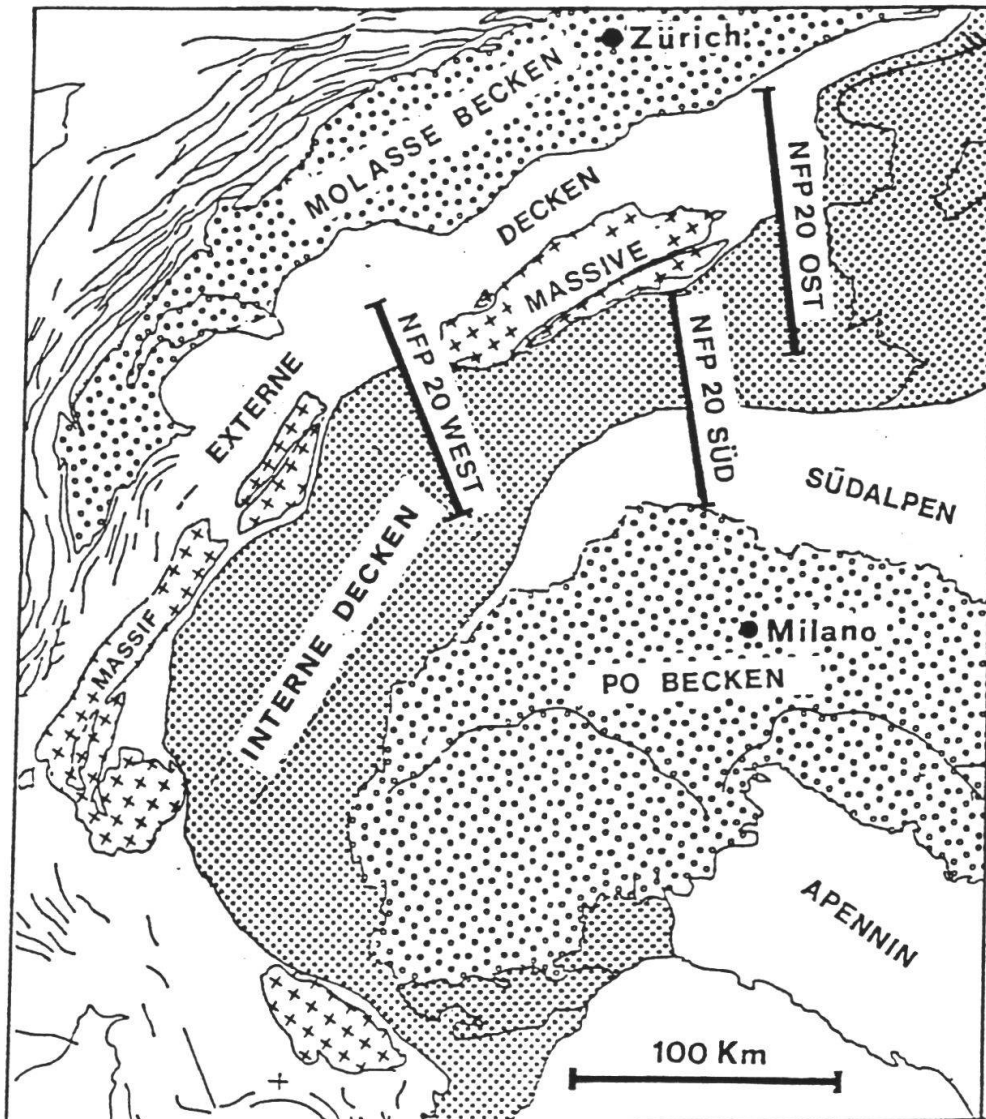 Zürich
MOLASSE BECKEN
DECKEN
MASSIVE
NFP 20 OST
NFP 20 WEST
NFP 20 SÜD
EXTERNE
SÜDALPEN
INTERNE DECKEN
MASSIF
Milano
PO BECKEN
APENNIN
100 Km